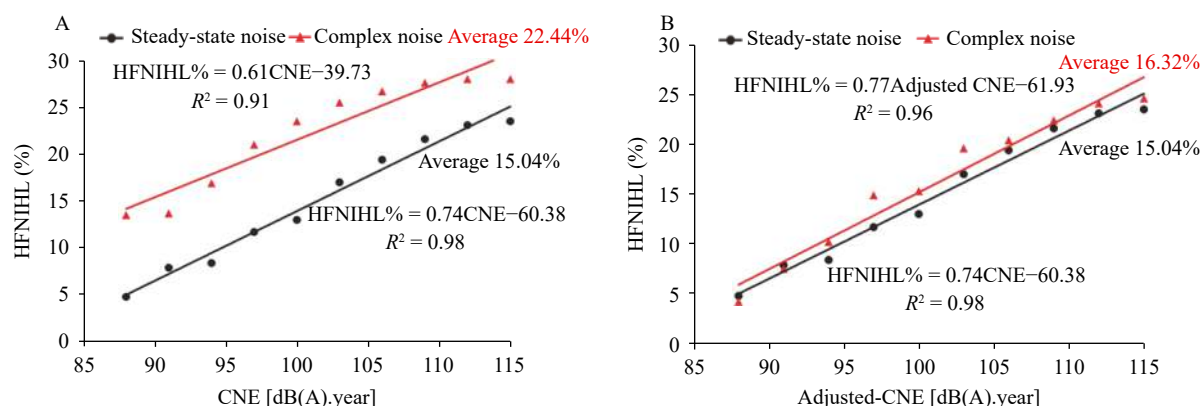 A
Steady-state noise Complex noise Average 22.44%
HFNIHL% = 0.61CNE−39.73
R² = 0.91
Average 15.04%
HFNIHL% = 0.74CNE−60.38
R² = 0.98
HFNIHL (%)
30
25
20
15
10
5
0
85 90 95 100 105 110 115
CNE [dB(A).year]
B
Steady-state noise Complex noise
Average 16.32%
HFNIHL% = 0.77Adjusted CNE−61.93
R² = 0.96
Average 15.04%
HFNIHL% = 0.74CNE−60.38
R² = 0.98
HFNIHL (%)
30
25
20
15
10
5
0
85 90 95 100 105 110 115
Adjusted-CNE [dB(A).year]